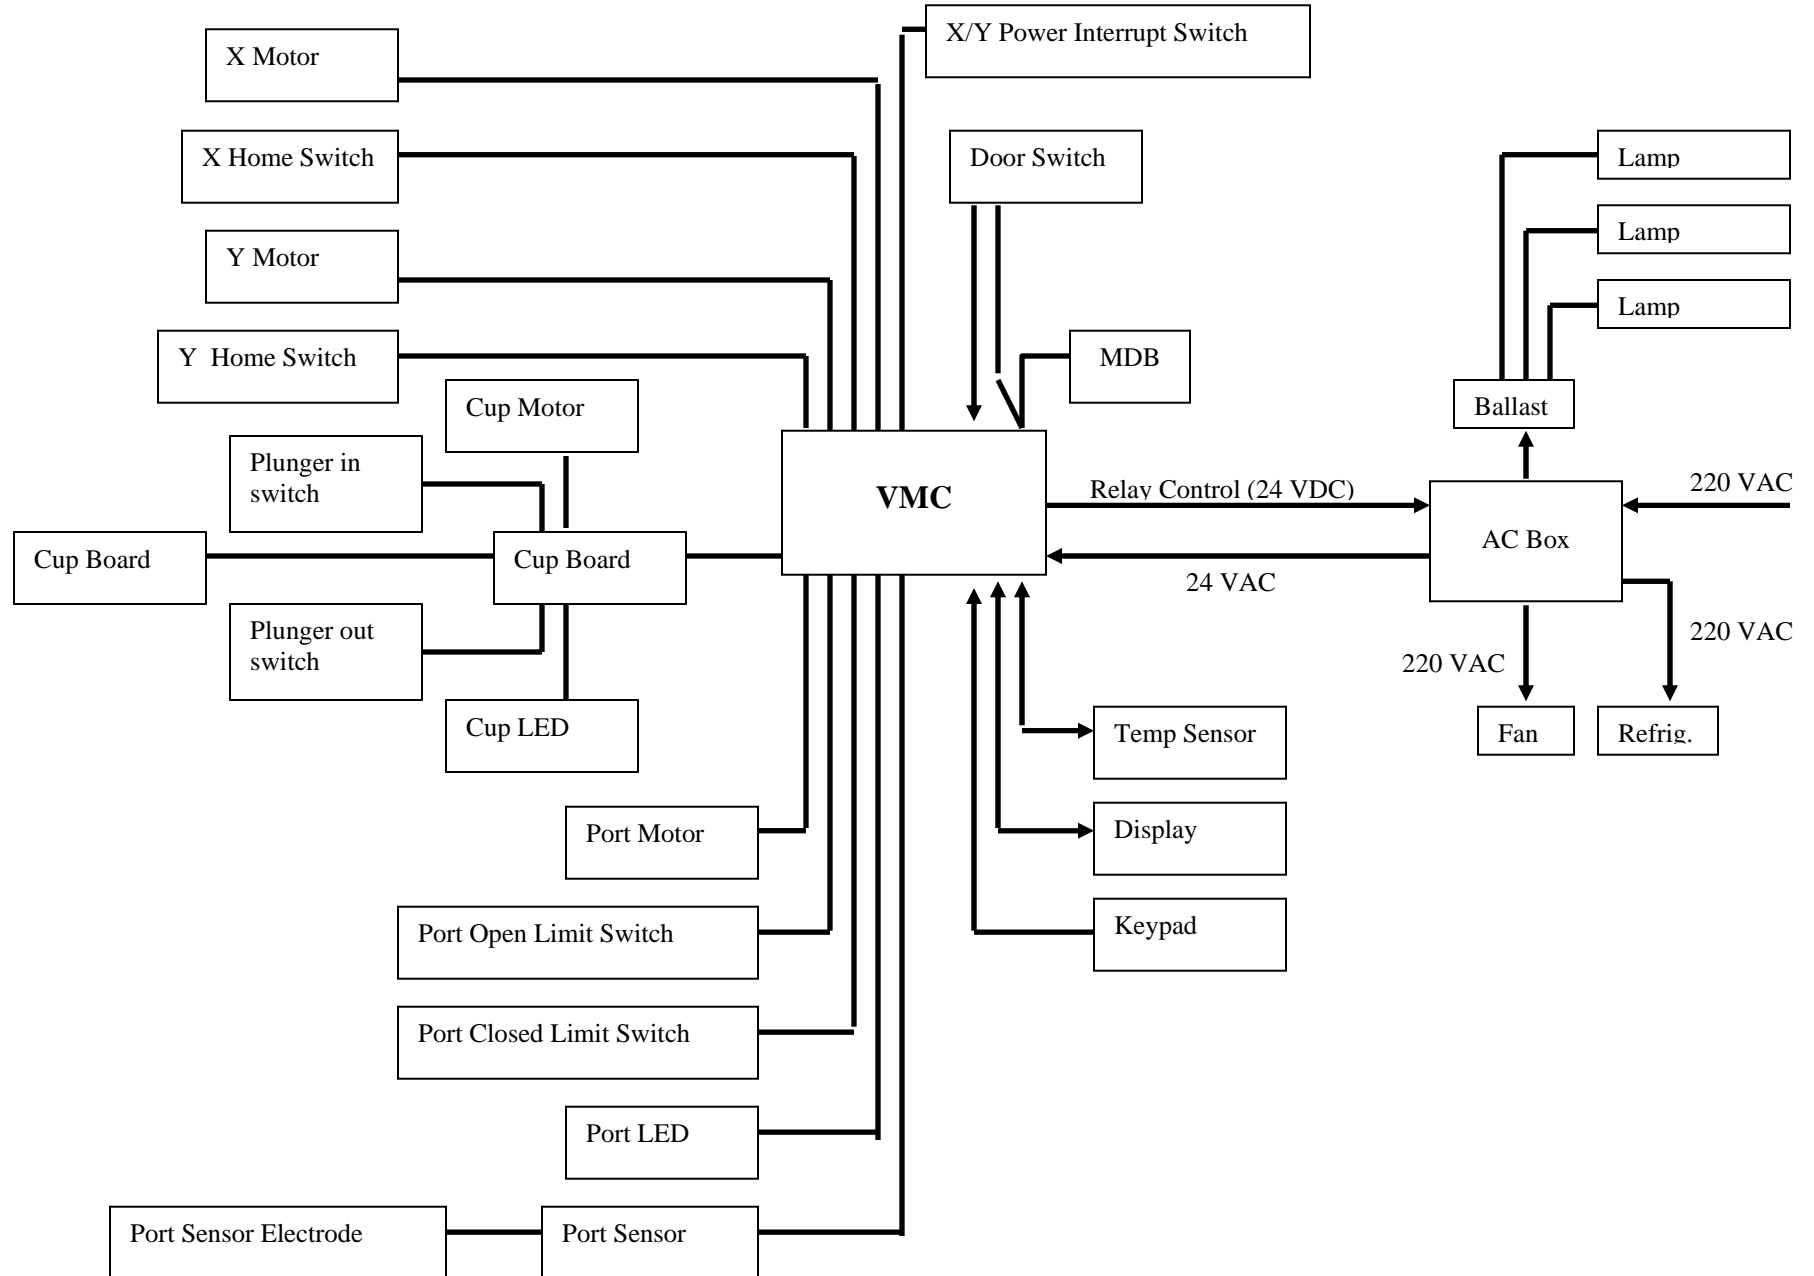 X/Y Power Interrupt Switch
X Motor
X Home Switch
Door Switch
Lamp
Lamp
Y Motor
Lamp
Y  Home Switch
MDB
Cup Motor
Ballast
Plunger in
switch
VMC
Relay Control (24 VDC)
220 VAC
Cup Board
Cup Board
AC Box
24 VAC
Plunger out
switch
220 VAC
220 VAC
Cup LED
Temp Sensor
Fan
Refrig.
Port Motor
Display
Port Open Limit Switch
Keypad
Port Closed Limit Switch
Port LED
Port Sensor Electrode
Port Sensor